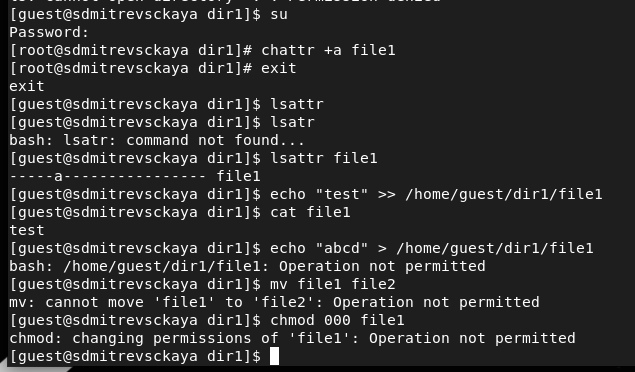 [guest@sdmitrevsckaya dir1]$ su
Password:
[root@sdmitrevsckaya dir1]# chattr +a file1
[root@sdmitrevsckaya dir1]# exit
exit
[guest@sdmitrevsckaya dir1]$ lsattr
[guest@sdmitrevsckaya dir1]$ lsatr
bash: lsatr: command not found...
[guest@sdmitrevsckaya dir1]$ lsattr file1
-----a---------------- file1
[guest@sdmitrevsckaya dir1]$ echo "test" >> /home/guest/dir1/file1
[guest@sdmitrevsckaya dir1]$ cat file1
test
[guest@sdmitrevsckaya dir1]$ echo "abcd" > /home/guest/dir1/file1
bash: /home/guest/dir1/file1: Operation not permitted
[guest@sdmitrevsckaya dir1]$ mv file1 file2
mv: cannot move 'file1' to 'file2': Operation not permitted
[guest@sdmitrevsckaya dir1]$ chmod 000 file1
chmod: changing permissions of 'file1': Operation not permitted
[guest@sdmitrevsckaya dir1]$